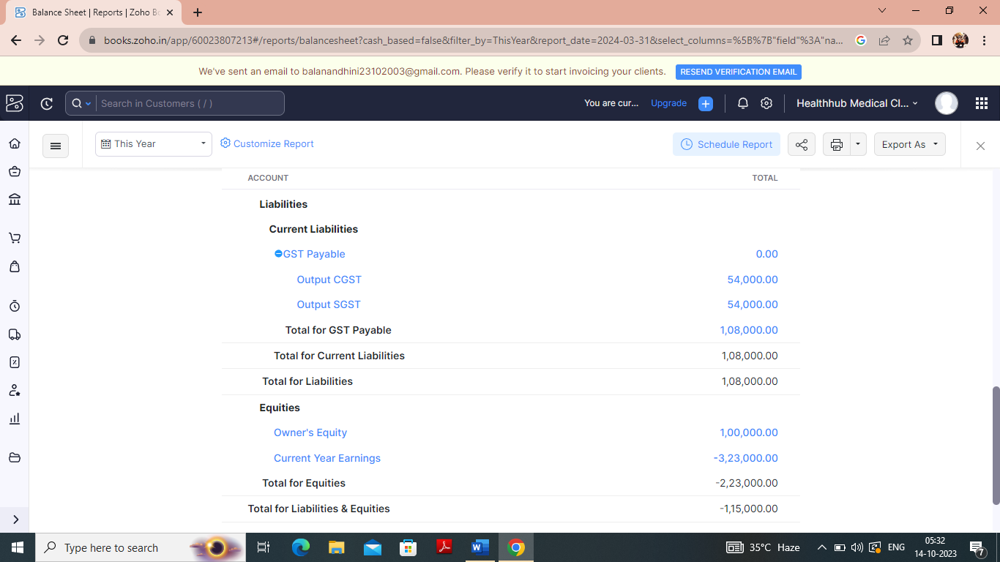 Balance Sheet | Reports | Zoho Bo
books.zoho.in/app/60023807213#/reports/balancesheet?cash_based=false&filter_by=ThisYear&report_date=2024-03-31&select_columns=%5B%7B"field"%3A"na...
We've sent an email to balanandhini23102003@gmail.com. Please verify it to start invoicing your clients. RESEND VERIFICATION EMAIL
Search in Customers ( / ) You are cur... Upgrade Healthhub Medical Cl...
This Year Customize Report Schedule Report Export As
ACCOUNT TOTAL
Liabilities
Current Liabilities
GST Payable 0.00
Output CGST 54,000.00
Output SGST 54,000.00
Total for GST Payable 1,08,000.00
Total for Current Liabilities 1,08,000.00
Total for Liabilities 1,08,000.00
Equities
Owner's Equity 1,00,000.00
Current Year Earnings -3,23,000.00
Total for Equities -2,23,000.00
Total for Liabilities & Equities -1,15,000.00
Type here to search 35°C Haze ENG 05:32
14-10-2023 7